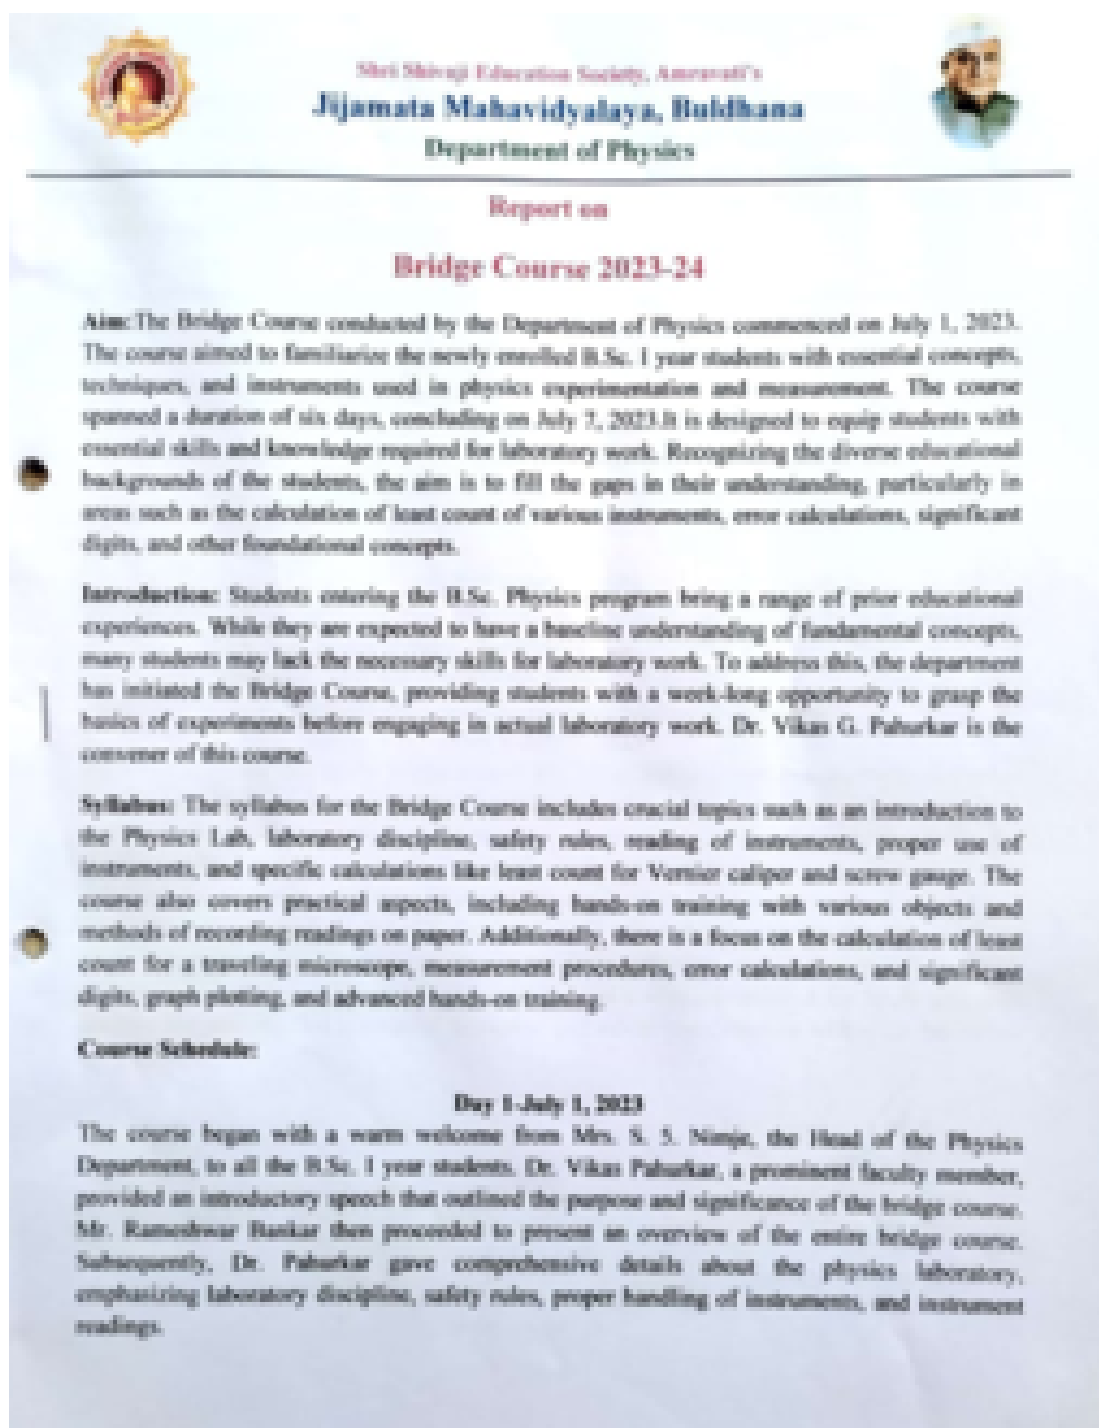 Shri Shivaji Education Society, Amravati's
Jijamata Mahavidyalaya, Buldhana
Department of Physics
Report on
Bridge Course 2023-24
Aim:The Bridge Course conducted by the Department of Physics commenced on July 1, 2023.
The course aimed to familiarize the newly enrolled B.Sc. I year students with essential concepts,
techniques, and instruments used in physics experimentation and measurement. The course
spanned a duration of six days, concluding on July 7, 2023.It is designed to equip students with
essential skills and knowledge required for laboratory work. Recognizing the diverse educational
backgrounds of the students, the aim is to fill the gaps in their understanding, particularly in
areas such as the calculation of least count of various instruments, error calculations, significant
digits, and other foundational concepts.
Introduction: Students entering the B.Sc. Physics program bring a range of prior educational
experiences. While they are expected to have a baseline understanding of fundamental concepts,
many students may lack the necessary skills for laboratory work. To address this, the department
has initiated the Bridge Course, providing students with a week-long opportunity to grasp the
basics of experiments before engaging in actual laboratory work. Dr. Vikas G. Pahurkar is the
convener of this course.
Syllabus: The syllabus for the Bridge Course includes crucial topics such as an introduction to
the Physics Lab, laboratory discipline, safety rules, reading of instruments, proper use of
instruments, and specific calculations like least count for Vernier caliper and screw gauge. The
course also covers practical aspects, including hands-on training with various objects and
methods of recording readings on paper. Additionally, there is a focus on the calculation of least
count for a traveling microscope, measurement procedures, error calculations, and significant
digits, graph plotting, and advanced hands-on training.
Course Schedule:
Day 1-July 1, 2023
The course began with a warm welcome from Mrs. S. S. Nimje, the Head of the Physics
Department, to all the B.Sc. I year students. Dr. Vikas Pahurkar, a prominent faculty member,
provided an introductory speech that outlined the purpose and significance of the bridge course.
Mr. Rameshwar Bankar then proceeded to present an overview of the entire bridge course.
Subsequently, Dr. Pahurkar gave comprehensive details about the physics laboratory,
emphasizing laboratory discipline, safety rules, proper handling of instruments, and instrument
readings.